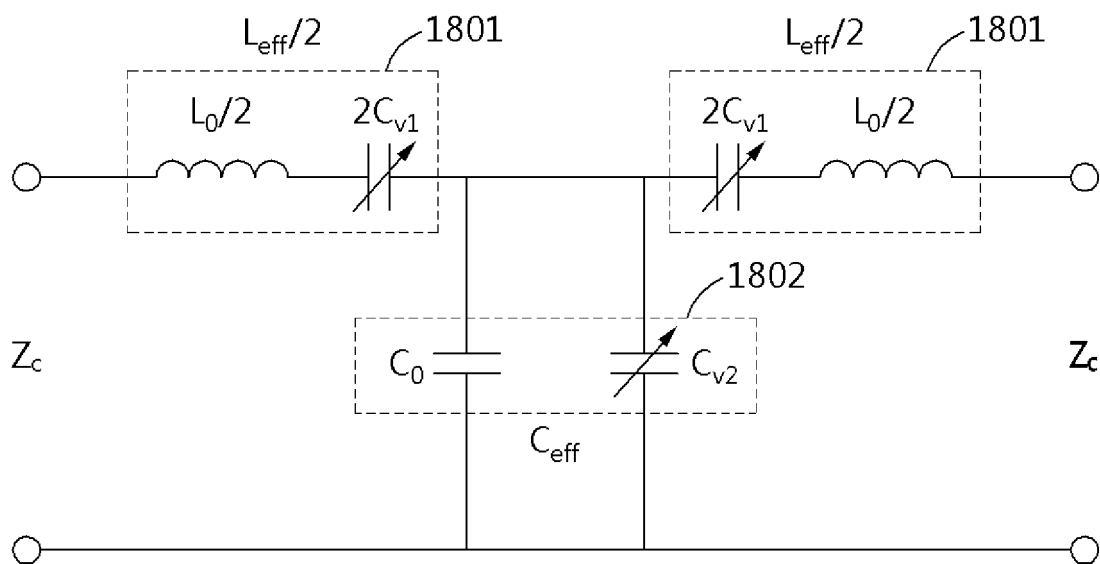 L_eff/2 1801 L_eff/2 1801
L_0/2 2C_v1 2C_v1 L_0/2
1802
Z_c C_0 C_v2 Z_c
C_eff